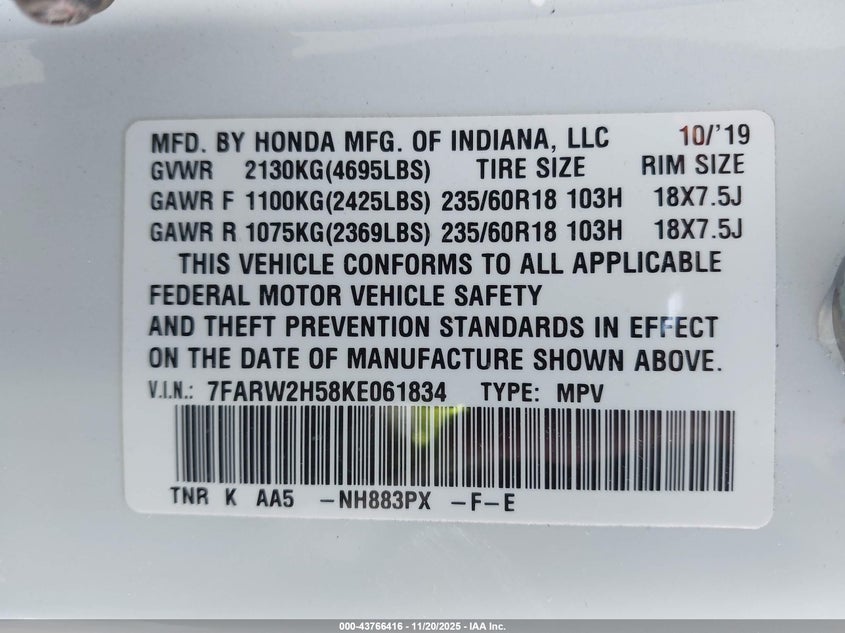 MFD. BY HONDA MFG. OF INDIANA, LLC 10/'19
GVWR 2130KG(4695LBS) TIRE SIZE RIM SIZE
GAWR F 1100KG(2425LBS) 235/60R18 103H 18X7.5J
GAWR R 1075KG(2369LBS) 235/60R18 103H 18X7.5J
THIS VEHICLE CONFORMS TO ALL APPLICABLE
FEDERAL MOTOR VEHICLE SAFETY
AND THEFT PREVENTION STANDARDS IN EFFECT
ON THE DATE OF MANUFACTURE SHOWN ABOVE.
V.I.N.: 7FARW2H58KE061834 TYPE: MPV
TNR K AA5 -NH883PX -F-E
000-43766416 - 11/20/2025 - IAA Inc.